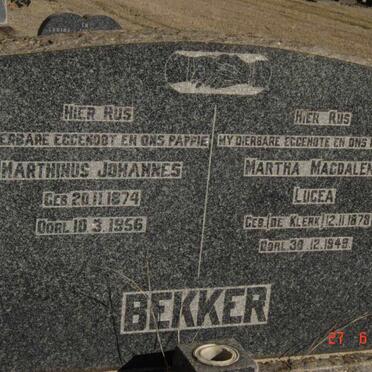 HIER RUS
DIERBARE EGGENOOT EN ONS PAPPIE
MARTHINUS JOHANNES
GEB. 20.11.1874
OORL 10.3.1956
HIER RUS
MY DIERBARE EGGENOTE EN ONS
MARTHA MAGDALEN
LUCEA
GEB. (DE KLERK) 12.11.1878
OORL 30.12.1949.
BEKKER
27 6